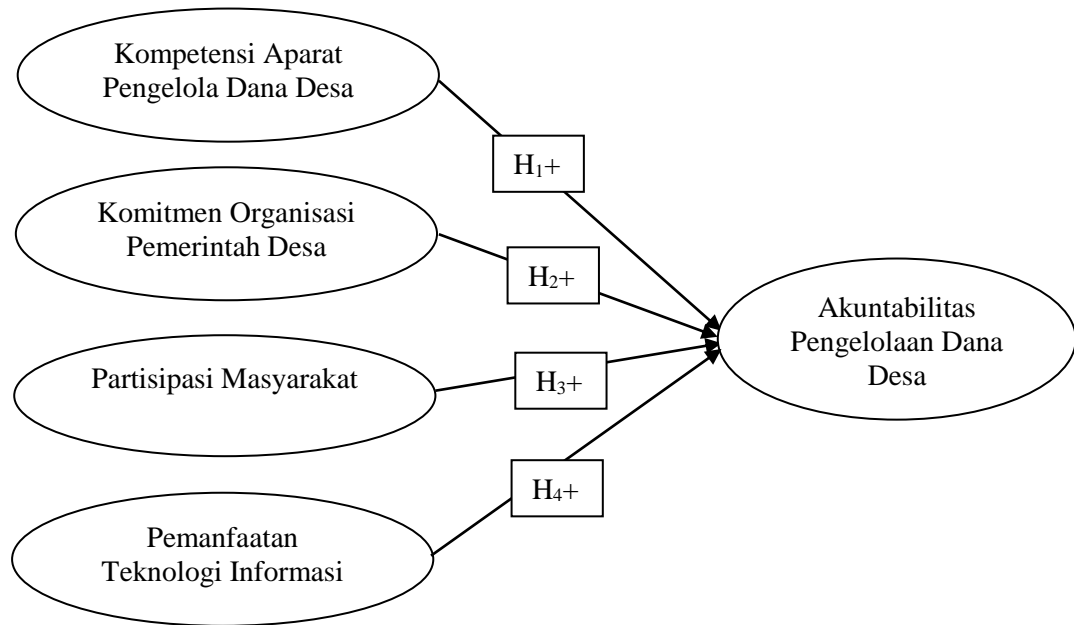 Kompetensi Aparat
Pengelola Dana Desa
H₁+
Komitmen Organisasi
Pemerintah Desa
H₂+
Partisipasi Masyarakat
H₃+
Pemanfaatan
Teknologi Informasi
H₄+
Akuntabilitas
Pengelolaan Dana
Desa